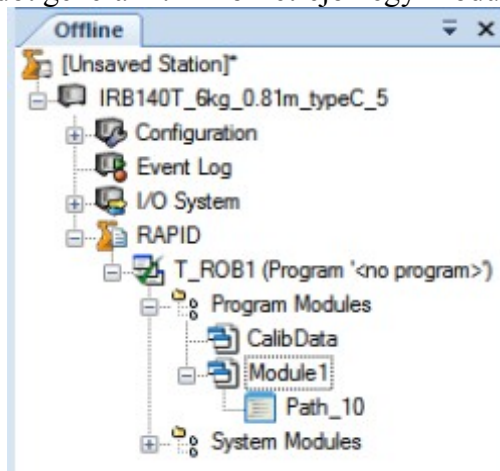 Offline
[Unsaved Station]*
IRB140T_6kg_0.81m_typeC_5
Configuration
Event Log
I/O System
RAPID
T_ROB1 (Program '<no program>')
Program Modules
CalibData
Module1
Path_10
System Modules